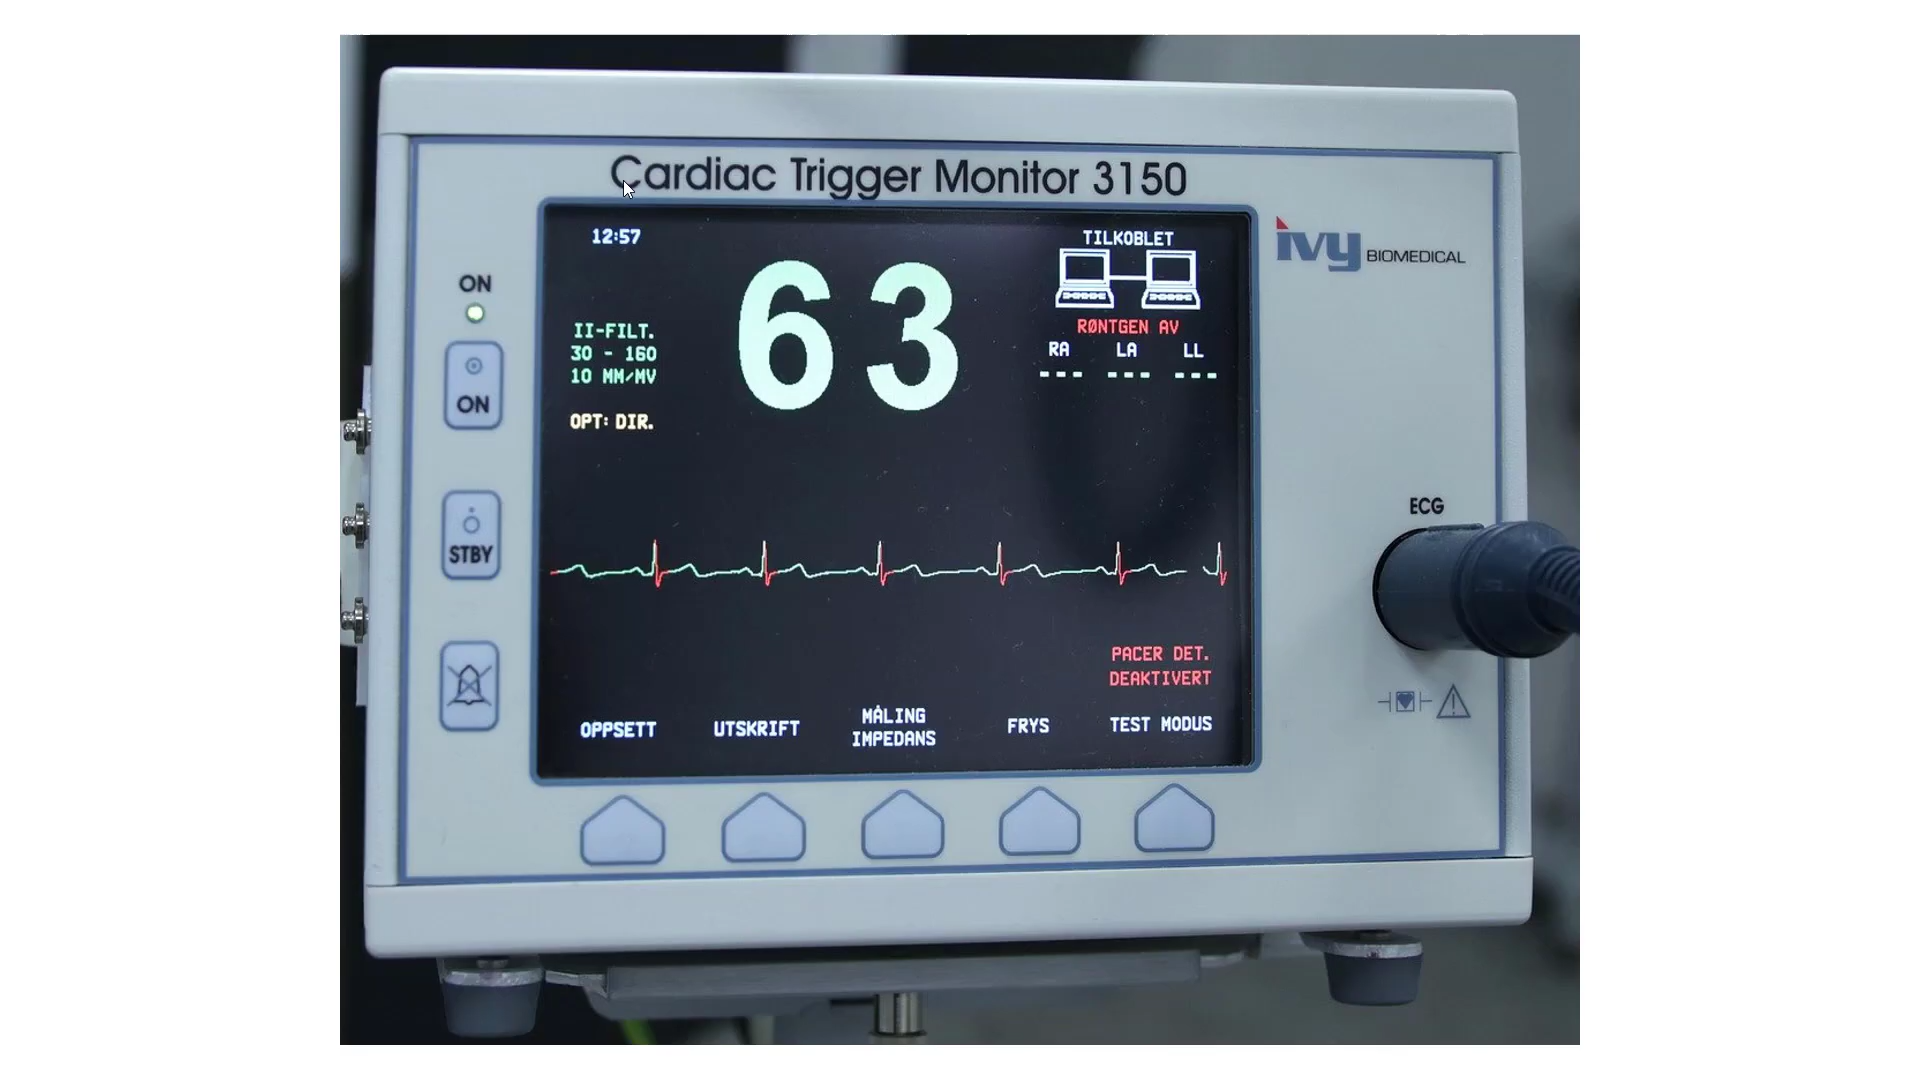 Cardiac Trigger Monitor 3150
ivy BIOMEDICAL
12:57
63
TILKOBLET
RØNTGEN AV
RA LA LL
--- --- ---
II-FILT.
30 - 160
10 MM/MV
OPT: DIR.
ON
ON
STBY
ECG
PACER DET.
DEAKTIVERT
OPPSETT
UTSKRIFT
MÅLING
IMPEDANS
FRYS
TEST MODUS